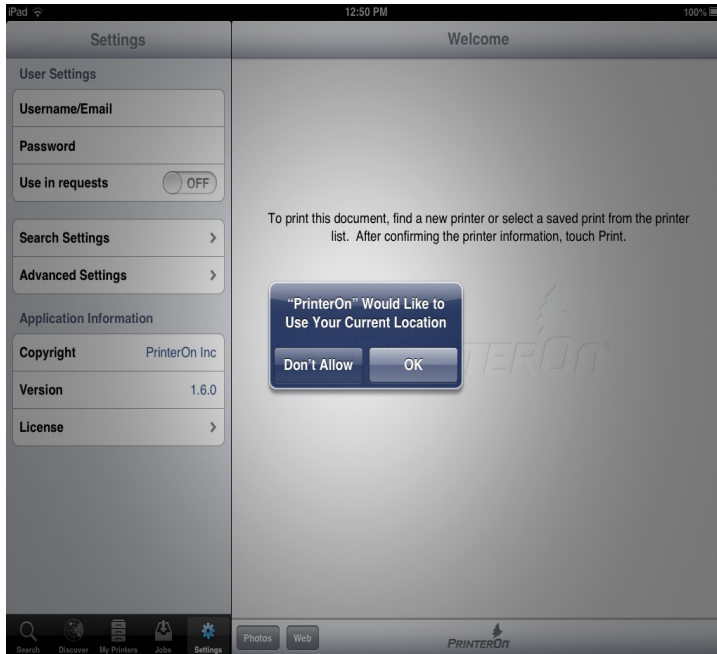 iPad 12:50 PM 100%
Settings
Welcome
User Settings
Username/Email
Password
Use in requests OFF
Search Settings
Advanced Settings
Application Information
Copyright PrinterOn Inc
Version 1.6.0
License
To print this document, find a new printer or select a saved print from the printer
list. After confirming the printer information, touch Print.
“PrinterOn” Would Like to
Use Your Current Location
Don’t Allow OK
PRINTERON
Search Discover My Printers Jobs Settings
Photos Web
PRINTERON